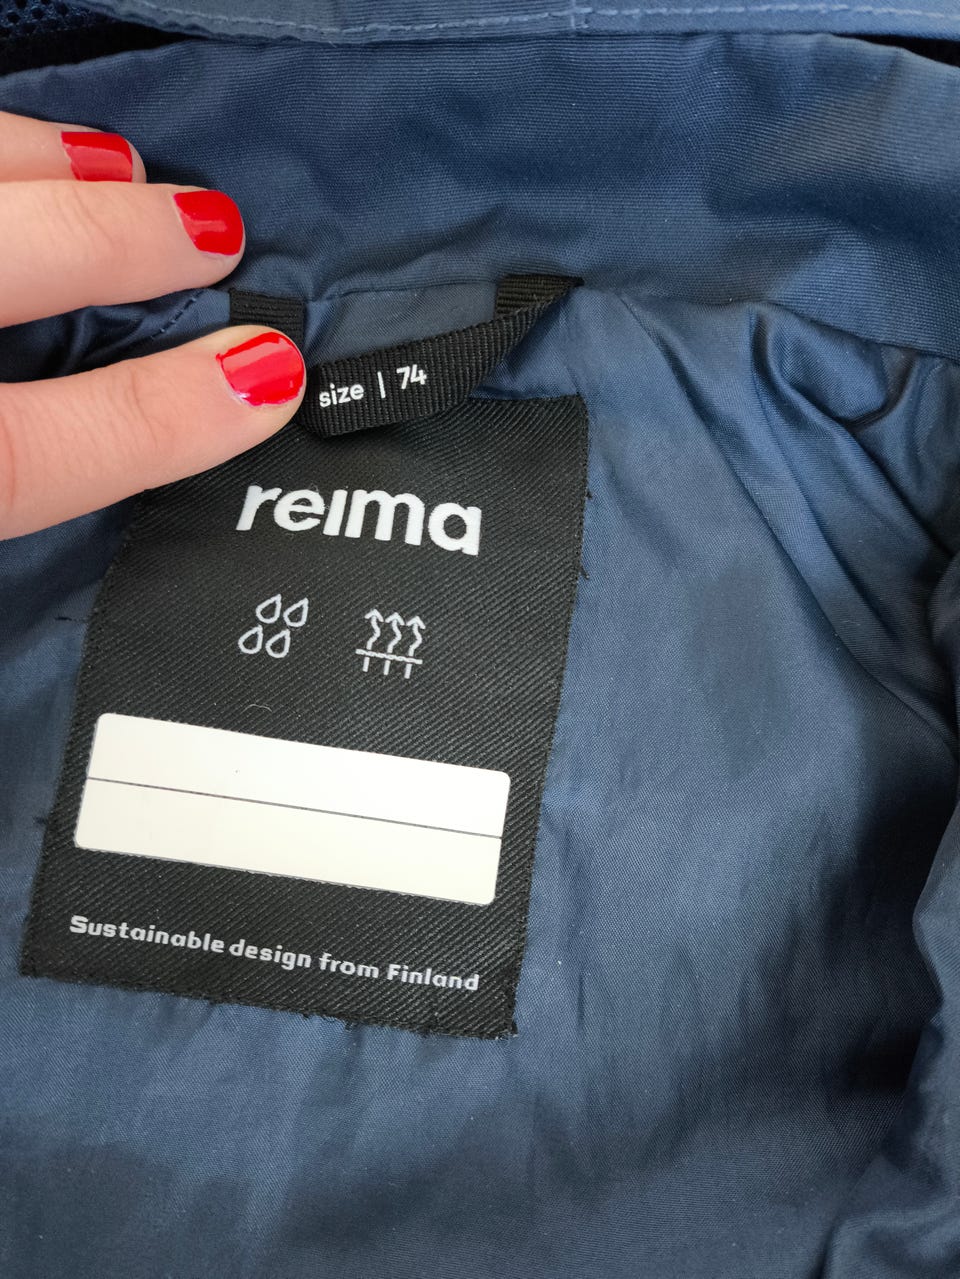 size | 74
reima
Sustainable design from Finland